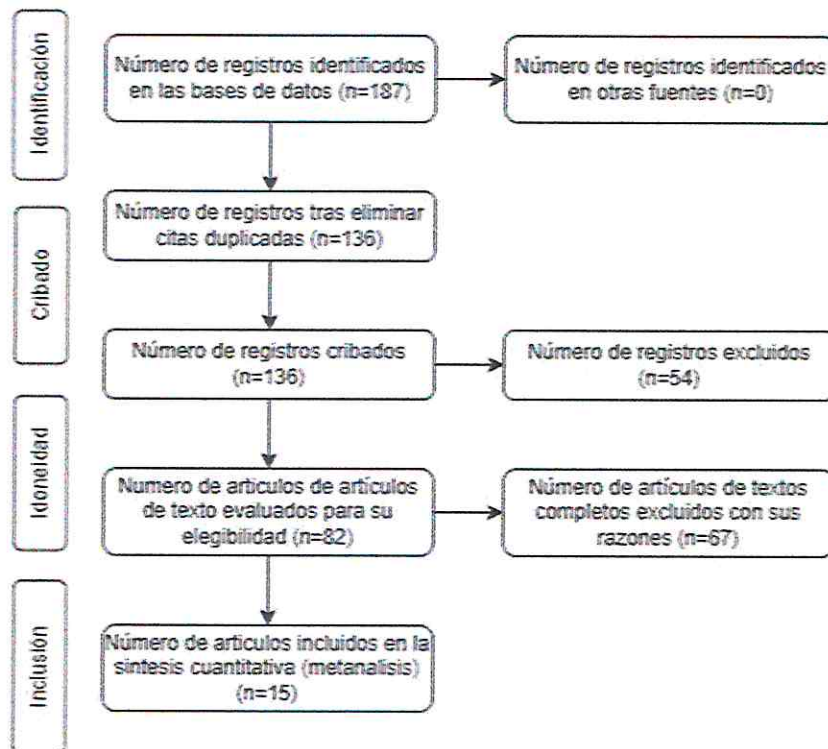 Identificación
Número de registros identificados
en las bases de datos (n=187)
Número de registros identificados
en otras fuentes (n=0)
Cribado
Número de registros tras eliminar
citas duplicadas (n=136)
Número de registros cribados
(n=136)
Número de registros excluidos
(n=54)
Idoneidad
Numero de articulos de artículos
de texto evaluados para su
elegibilidad (n=82)
Número de artículos de textos
completos excluidos con sus
razones (n=67)
Inclusión
Número de articulos incluidos en la
sintesis cuantitativa (metanalisis)
(n=15)